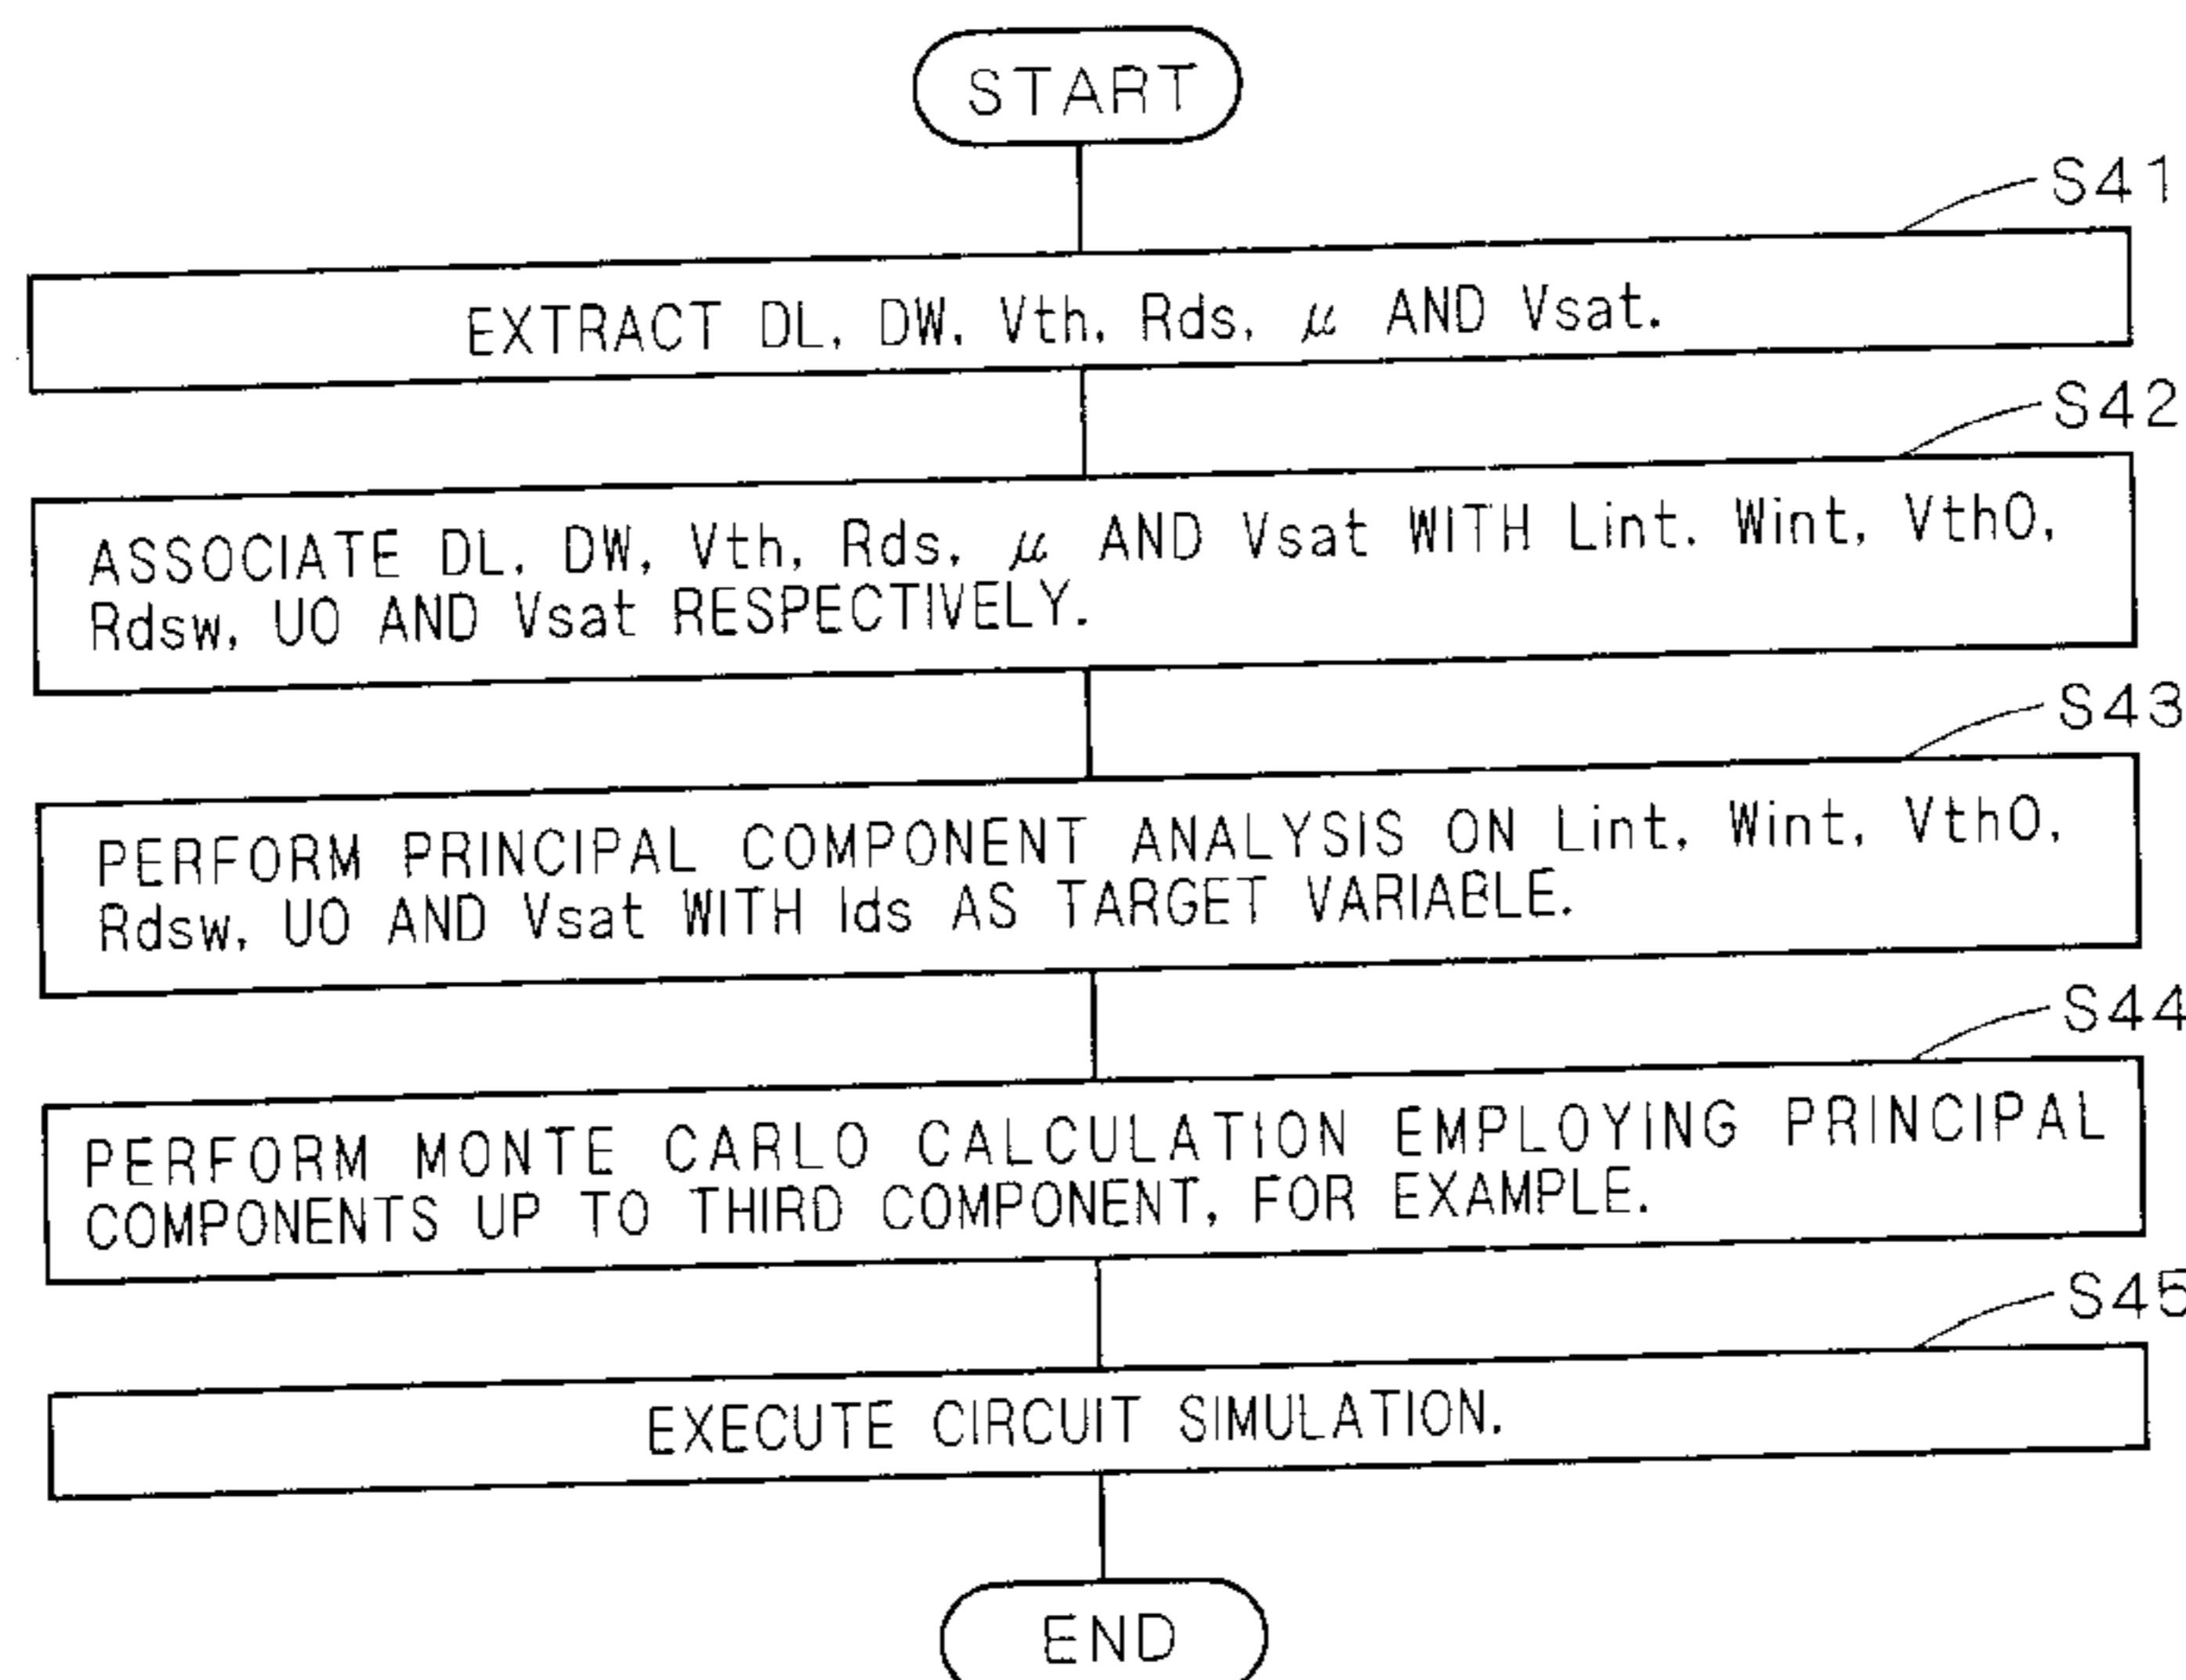 START
S41
EXTRACT DL, DW, Vth, Rds, μ AND Vsat.
S42
ASSOCIATE DL, DW, Vth, Rds, μ AND Vsat WITH Lint, Wint, Vth0,
Rdsw, U0 AND Vsat RESPECTIVELY.
S43
PERFORM PRINCIPAL COMPONENT ANALYSIS ON Lint, Wint, Vth0,
Rdsw, U0 AND Vsat WITH Ids AS TARGET VARIABLE.
S44
PERFORM MONTE CARLO CALCULATION EMPLOYING PRINCIPAL
COMPONENTS UP TO THIRD COMPONENT, FOR EXAMPLE.
S45
EXECUTE CIRCUIT SIMULATION.
END